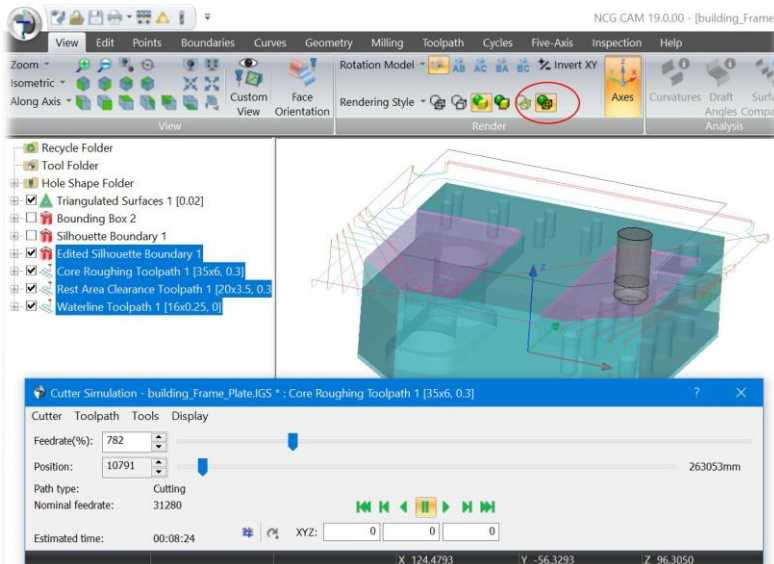 NCG CAM 19.0.00 - [building_Frame
View Edit Points Boundaries Curves Geometry Milling Toolpath Cycles Five-Axis Inspection Help
Zoom
Isometric
Along Axis
Custom View
Face Orientation
Rotation Model AB AC BA BC Invert XY
Rendering Style
Axes
Curvatures
Draft Angles
View Render Analysis
Recycle Folder
Tool Folder
Hole Shape Folder
Triangulated Surfaces 1 [0.02]
Bounding Box 2
Silhouette Boundary 1
Edited Silhouette Boundary 1
Core Roughing Toolpath 1 [35x6, 0.3]
Rest Area Clearance Toolpath 1 [20x3.5, 0.3
Waterline Toolpath 1 [16x0.25, 0]
Z
Cutter Simulation - building_Frame_Plate.IGS * : Core Roughing Toolpath 1 [35x6, 0.3] ? ×
Cutter Toolpath Tools Display
Feedrate(%): 782
Position: 10791 263053mm
Path type: Cutting
Nominal feedrate: 31280
Estimated time: 00:08:24 XYZ: 0 0 0
X 124.4793 Y -56.3293 Z 96.3050